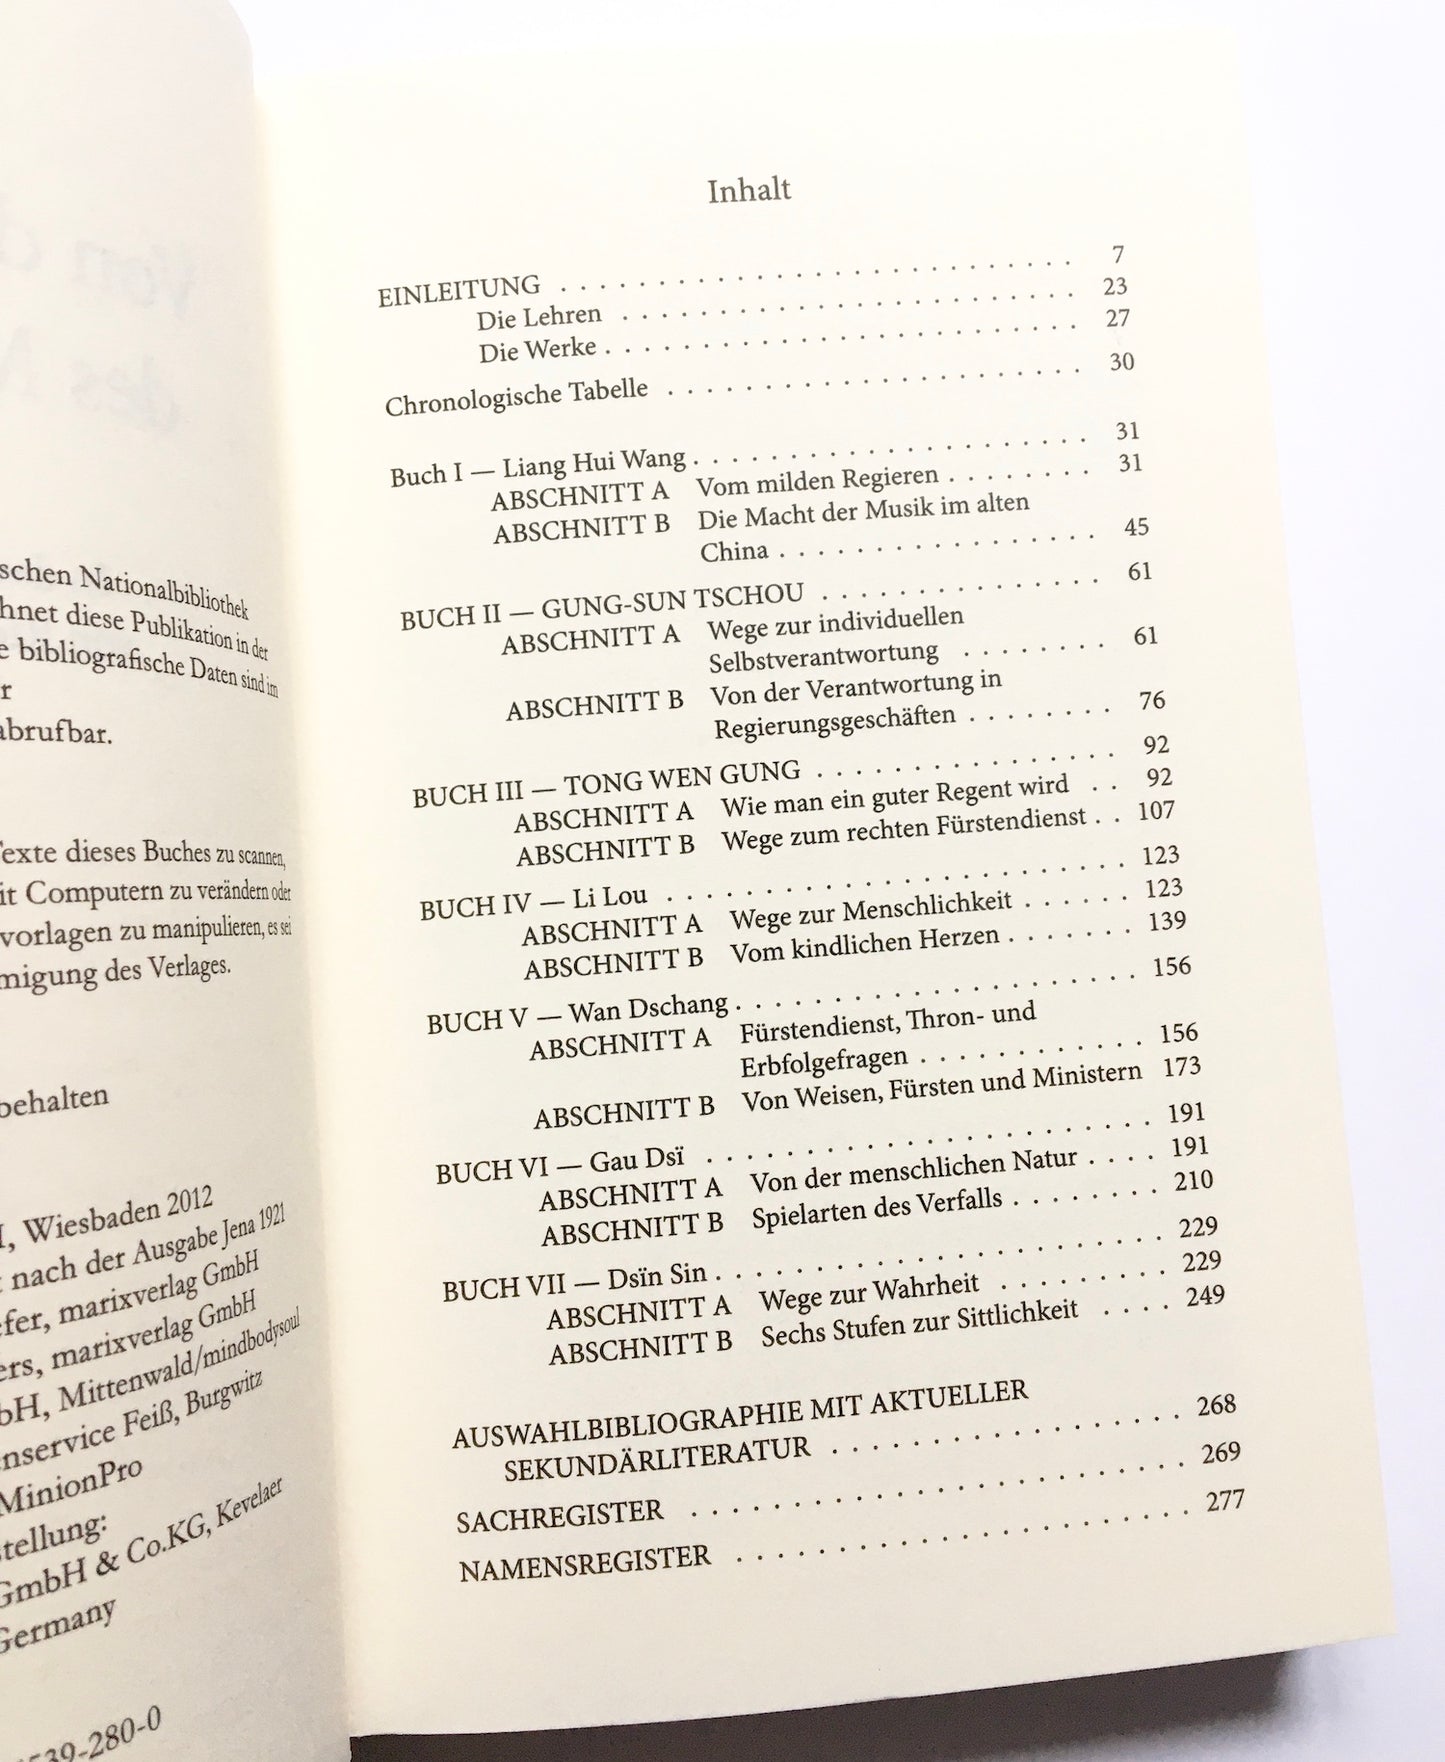 schen Nationalbibliothek
hnet diese Publikation in der
e bibliografische Daten sind im
r
abrufbar.
Texte dieses Buches zu scannen,
it Computern zu verändern oder
vorlagen zu manipulieren, es sei
migung des Verlages.
behalten
, Wiesbaden 2012
nach der Ausgabe Jena 1921
efer, marixverlag GmbH
ers, marixverlag GmbH
bH, Mittenwald/mindbodysoul
nservice Feiß, Burgwitz
MinionPro
stellung:
GmbH & Co.KG, Kevelaer
Germany
539-280-0
Inhalt
EINLEITUNG . . . . . . . . . . . . . . . . . . . . . . . . 7
Die Lehren . . . . . . . . . . . . . . . . . . . . . 23
Die Werke . . . . . . . . . . . . . . . . . . . . . 27
Chronologische Tabelle . . . . . . . . . . . . . . . . . . . 30
Buch I — Liang Hui Wang . . . . . . . . . . . . . . . . . . 31
ABSCHNITT A Vom milden Regieren . . . . . . . . 31
ABSCHNITT B Die Macht der Musik im alten
China . . . . . . . . . . . . . . . . . 45
BUCH II — GUNG-SUN TSCHOU . . . . . . . . . . . . . 61
ABSCHNITT A Wege zur individuellen
Selbstverantwortung . . . . . . . . 61
ABSCHNITT B Von der Verantwortung in
Regierungsgeschäften . . . . . . . . 76
BUCH III — TONG WEN GUNG . . . . . . . . . . . . . 92
ABSCHNITT A Wie man ein guter Regent wird . . 92
ABSCHNITT B Wege zum rechten Fürstendienst . . 107
BUCH IV — Li Lou . . . . . . . . . . . . . . . . . . . . 123
ABSCHNITT A Wege zur Menschlichkeit . . . . . . 123
ABSCHNITT B Vom kindlichen Herzen . . . . . . . 139
BUCH V — Wan Dschang . . . . . . . . . . . . . . . . . . 156
ABSCHNITT A Fürstendienst, Thron- und
Erbfolgefragen . . . . . . . . . . . . 156
ABSCHNITT B Von Weisen, Fürsten und Ministern 173
BUCH VI — Gau Dsï . . . . . . . . . . . . . . . . . . . 191
ABSCHNITT A Von der menschlichen Natur . . . . 191
ABSCHNITT B Spielarten des Verfalls . . . . . . . . 210
BUCH VII — Dsïn Sin . . . . . . . . . . . . . . . . . . . 229
ABSCHNITT A Wege zur Wahrheit . . . . . . . . . 229
ABSCHNITT B Sechs Stufen zur Sittlichkeit . . . . 249
AUSWAHLBIBLIOGRAPHIE MIT AKTUELLER
SEKUNDÄRLITERATUR . . . . . . . . . . . . . . 268
SACHREGISTER . . . . . . . . . . . . . . . . . . . . 269
NAMENSREGISTER . . . . . . . . . . . . . . . . . . 277